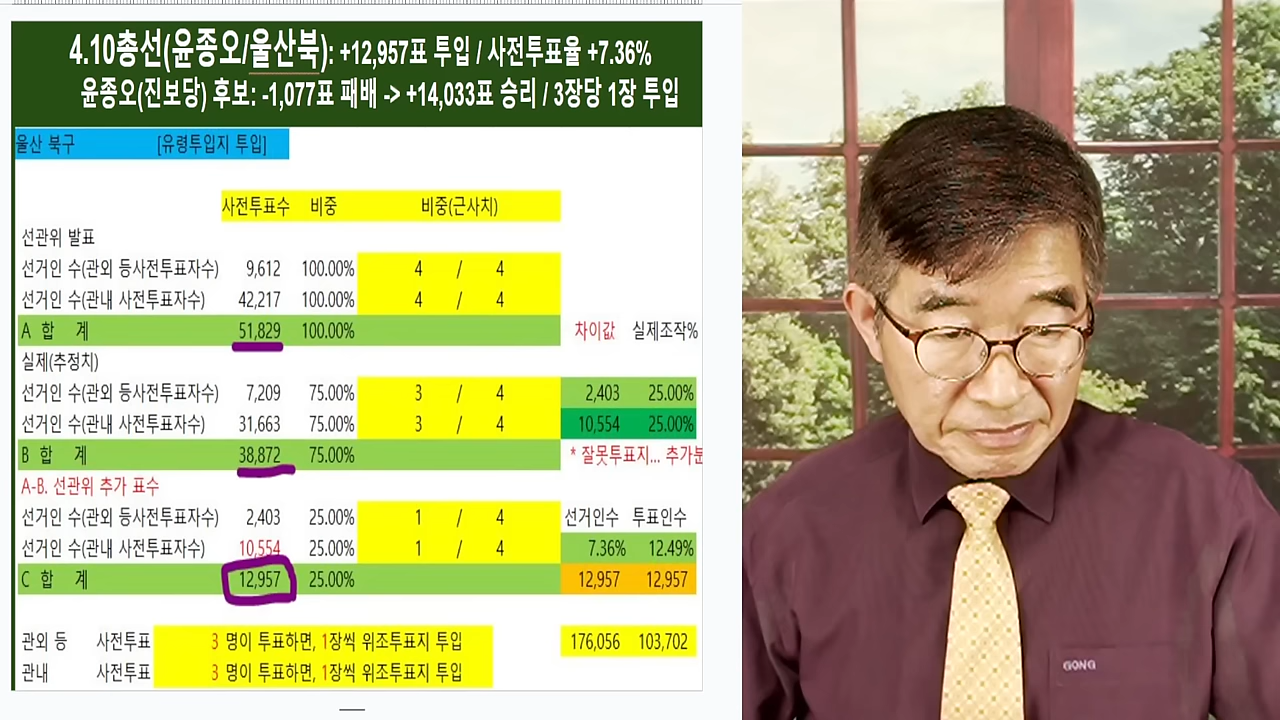 4.10총선(윤종오/울산북): +12,957표 투입 / 사전투표율 +7.36%
윤종오(진보당) 후보: -1,077표 패배 -> +14,033표 승리 / 3장당 1장 투입
울산 북구 [유령투입지 투입]
사전투표수 비중 비중(근사치)
선관위 발표
선거인 수(관외 등사전투표자수) 9,612 100.00% 4 / 4
선거인 수(관내 사전투표자수) 42,217 100.00% 4 / 4
A 합 계 51,829 100.00% 차이값 실제조작%
실제(추정치)
선거인 수(관외 등사전투표자수) 7,209 75.00% 3 / 4 2,403 25.00%
선거인 수(관내 사전투표자수) 31,663 75.00% 3 / 4 10,554 25.00%
B 합 계 38,872 75.00% * 잘못투표지... 추가분
A-B. 선관위 추가 표수
선거인 수(관외 등사전투표자수) 2,403 25.00% 1 / 4 선거인수 투표인수
선거인 수(관내 사전투표자수) 10,554 25.00% 1 / 4 7.36% 12.49%
C 합 계 12,957 25.00% 12,957 12,957
관외 등 사전투표 3 명이 투표하면, 1장씩 위조투표지 투입 176,056 103,702
관내 사전투표 3 명이 투표하면, 1장씩 위조투표지 투입
GONG